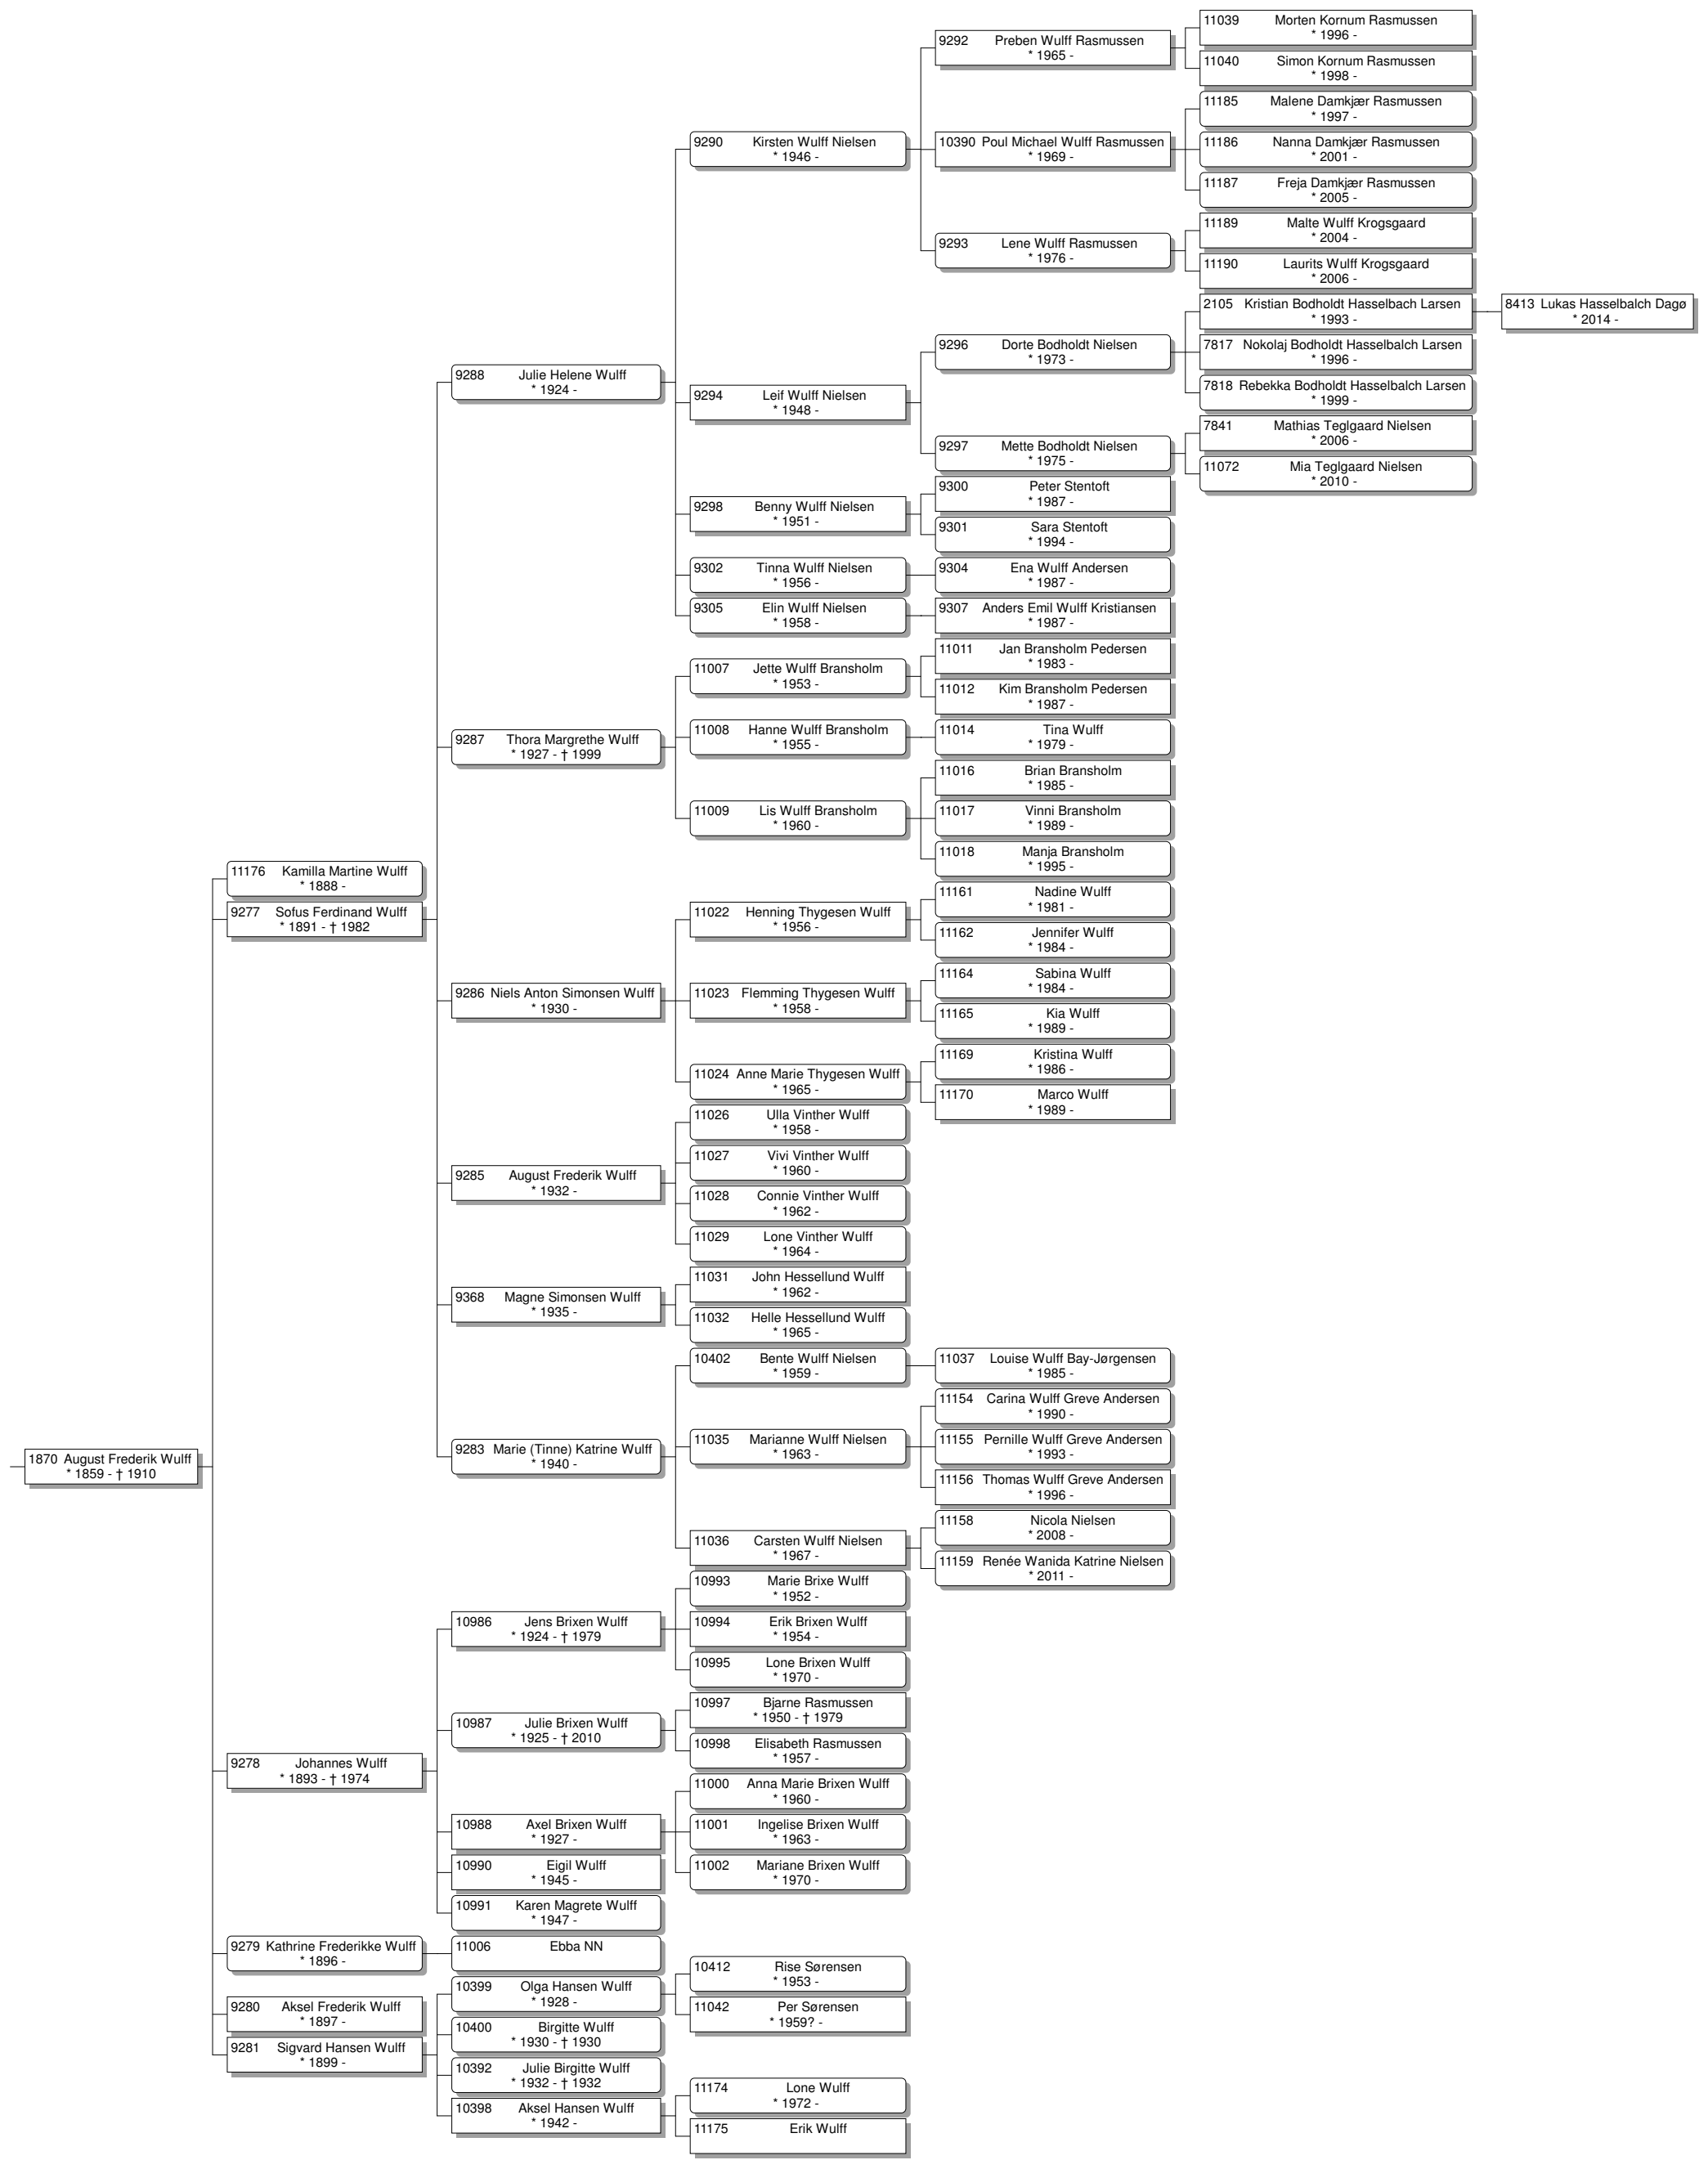 11039 Morten Kornum Rasmussen
* 1996 -
9292 Preben Wulff Rasmussen
* 1965 -
11040 Simon Kornum Rasmussen
* 1998 -
11185 Malene Damkjær Rasmussen
* 1997 -
9290 Kirsten Wulff Nielsen
* 1946 -
10390 Poul Michael Wulff Rasmussen
* 1969 -
11186 Nanna Damkjær Rasmussen
* 2001 -
11187 Freja Damkjær Rasmussen
* 2005 -
11189 Malte Wulff Krogsgaard
* 2004 -
9293 Lene Wulff Rasmussen
* 1976 -
11190 Laurits Wulff Krogsgaard
* 2006 -
2105 Kristian Bodholdt Hasselbach Larsen
* 1993 -
8413 Lukas Hasselbalch Dagø
* 2014 -
9296 Dorte Bodholdt Nielsen
* 1973 -
7817 Nokolaj Bodholdt Hasselbalch Larsen
* 1996 -
9288 Julie Helene Wulff
* 1924 -
7818 Rebekka Bodholdt Hasselbalch Larsen
* 1999 -
9294 Leif Wulff Nielsen
* 1948 -
7841 Mathias Teglgaard Nielsen
* 2006 -
9297 Mette Bodholdt Nielsen
* 1975 -
11072 Mia Teglgaard Nielsen
* 2010 -
9300 Peter Stentoft
* 1987 -
9298 Benny Wulff Nielsen
* 1951 -
9301 Sara Stentoft
* 1994 -
9302 Tinna Wulff Nielsen
* 1956 -
9304 Ena Wulff Andersen
* 1987 -
9305 Elin Wulff Nielsen
* 1958 -
9307 Anders Emil Wulff Kristiansen
* 1987 -
11011 Jan Bransholm Pedersen
* 1983 -
11007 Jette Wulff Bransholm
* 1953 -
11012 Kim Bransholm Pedersen
* 1987 -
9287 Thora Margrethe Wulff
* 1927 - † 1999
11008 Hanne Wulff Bransholm
* 1955 -
11014 Tina Wulff
* 1979 -
11016 Brian Bransholm
* 1985 -
11009 Lis Wulff Bransholm
* 1960 -
11017 Vinni Bransholm
* 1989 -
11018 Manja Bransholm
* 1995 -
11176 Kamilla Martine Wulff
* 1888 -
11161 Nadine Wulff
* 1981 -
9277 Sofus Ferdinand Wulff
* 1891 - † 1982
11022 Henning Thygesen Wulff
* 1956 -
11162 Jennifer Wulff
* 1984 -
11164 Sabina Wulff
* 1984 -
9286 Niels Anton Simonsen Wulff
* 1930 -
11023 Flemming Thygesen Wulff
* 1958 -
11165 Kia Wulff
* 1989 -
11169 Kristina Wulff
* 1986 -
11024 Anne Marie Thygesen Wulff
* 1965 -
11170 Marco Wulff
* 1989 -
11026 Ulla Vinther Wulff
* 1958 -
11027 Vivi Vinther Wulff
* 1960 -
9285 August Frederik Wulff
* 1932 -
11028 Connie Vinther Wulff
* 1962 -
11029 Lone Vinther Wulff
* 1964 -
11031 John Hessellund Wulff
* 1962 -
9368 Magne Simonsen Wulff
* 1935 -
11032 Helle Hessellund Wulff
* 1965 -
10402 Bente Wulff Nielsen
* 1959 -
11037 Louise Wulff Bay-Jørgensen
* 1985 -
11154 Carina Wulff Greve Andersen
* 1990 -
9283 Marie (Tinne) Katrine Wulff
* 1940 -
11035 Marianne Wulff Nielsen
* 1963 -
11155 Pernille Wulff Greve Andersen
* 1993 -
1870 August Frederik Wulff
* 1859 - † 1910
11156 Thomas Wulff Greve Andersen
* 1996 -
11158 Nicola Nielsen
* 2008 -
11036 Carsten Wulff Nielsen
* 1967 -
11159 Renée Wanida Katrine Nielsen
* 2011 -
10993 Marie Brixe Wulff
* 1952 -
10986 Jens Brixen Wulff
* 1924 - † 1979
10994 Erik Brixen Wulff
* 1954 -
10995 Lone Brixen Wulff
* 1970 -
10997 Bjarne Rasmussen
* 1950 - † 1979
10987 Julie Brixen Wulff
* 1925 - † 2010
10998 Elisabeth Rasmussen
* 1957 -
9278 Johannes Wulff
* 1893 - † 1974
11000 Anna Marie Brixen Wulff
* 1960 -
10988 Axel Brixen Wulff
* 1927 -
11001 Ingelise Brixen Wulff
* 1963 -
10990 Eigil Wulff
* 1945 -
11002 Mariane Brixen Wulff
* 1970 -
10991 Karen Magrete Wulff
* 1947 -
9279 Kathrine Frederikke Wulff
* 1896 -
11006 Ebba NN
10399 Olga Hansen Wulff
* 1928 -
10412 Rise Sørensen
* 1953 -
9280 Aksel Frederik Wulff
* 1897 -
11042 Per Sørensen
* 1959? -
10400 Birgitte Wulff
* 1930 - † 1930
9281 Sigvard Hansen Wulff
* 1899 -
10392 Julie Birgitte Wulff
* 1932 - † 1932
11174 Lone Wulff
* 1972 -
10398 Aksel Hansen Wulff
* 1942 -
11175 Erik Wulff